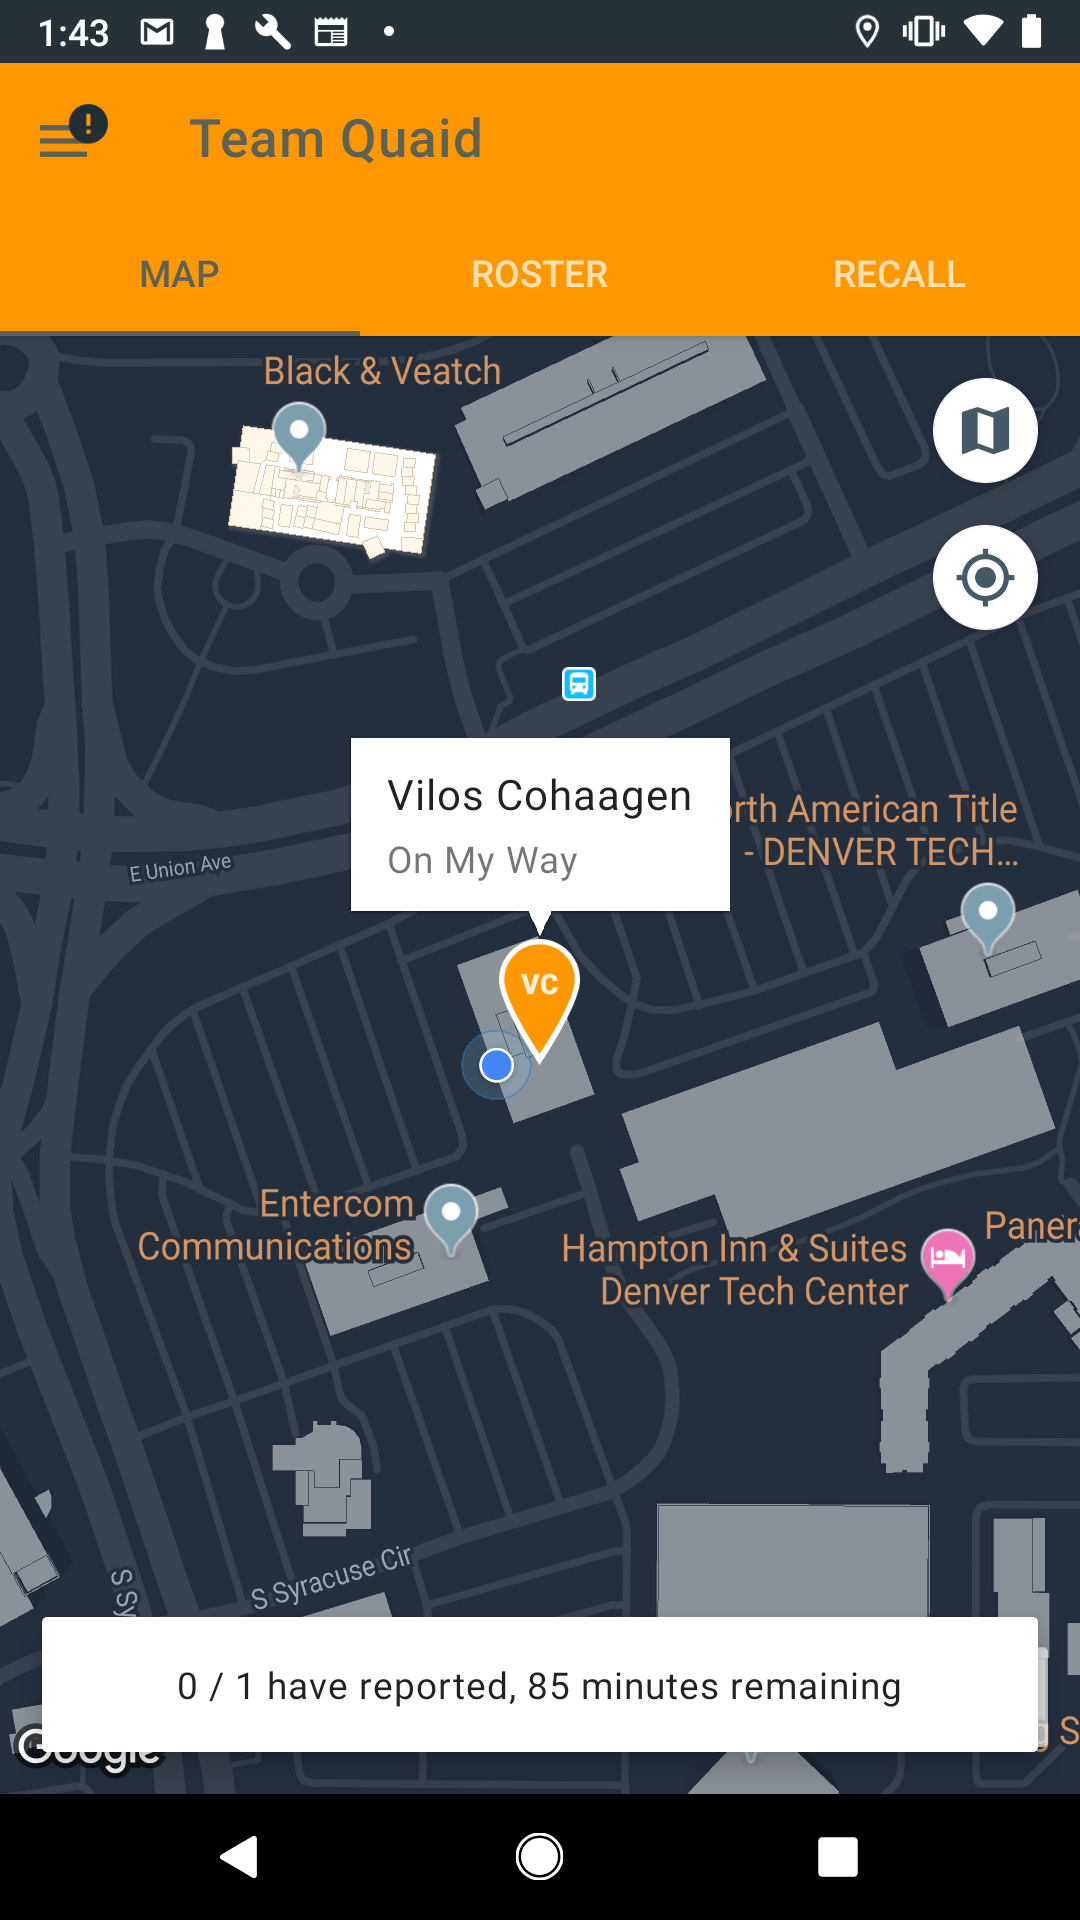 1:43
Team Quaid
MAP
ROSTER
RECALL
Black & Veatch
Vilos Cohaagen
On My Way
rth American Title
- DENVER TECH...
E Union Ave
VC
Entercom
Communications
Hampton Inn & Suites
Denver Tech Center
Paner
S Syracuse Cir
S Sy
0 / 1 have reported, 85 minutes remaining
g S
Google